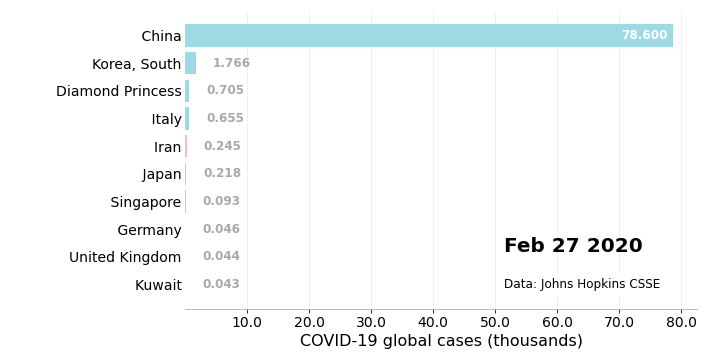 China 78.600
Korea, South 1.766
Diamond Princess 0.705
Italy 0.655
Iran 0.245
Japan 0.218
Singapore 0.093
Germany 0.046
United Kingdom 0.044
Kuwait 0.043
Feb 27 2020
Data: Johns Hopkins CSSE
10.0 20.0 30.0 40.0 50.0 60.0 70.0 80.0
COVID-19 global cases (thousands)